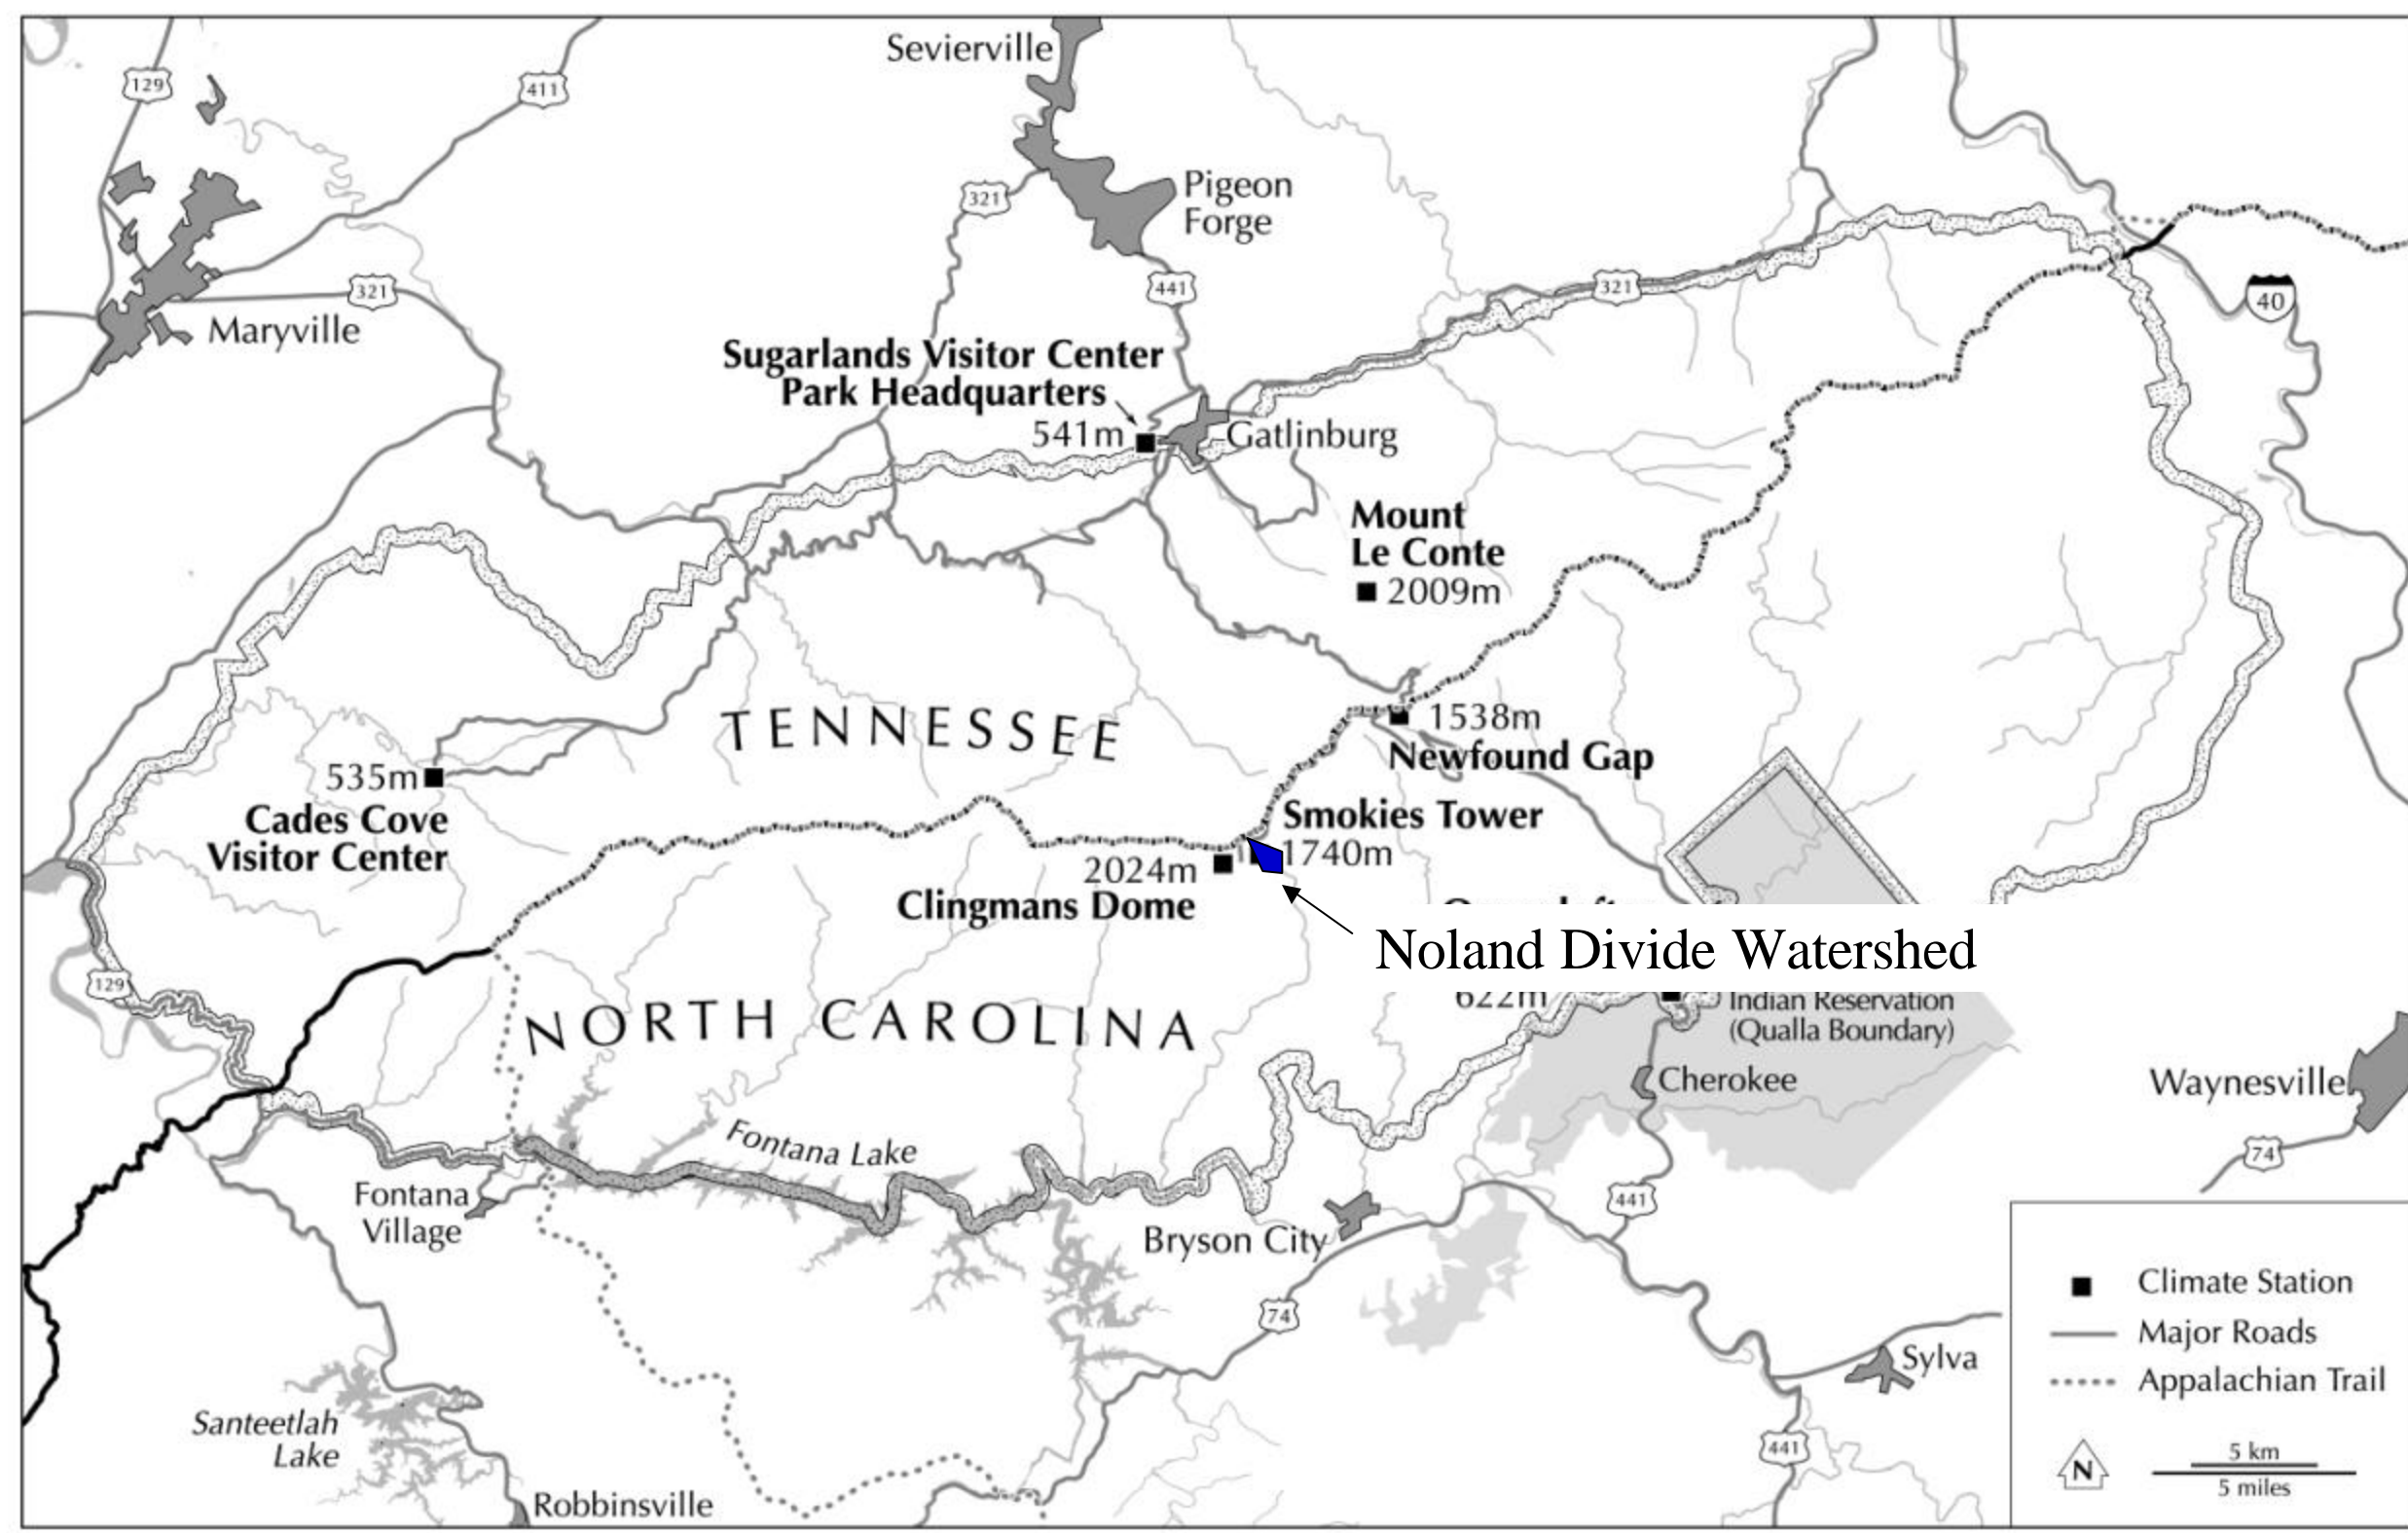 Sevierville
129
411
Pigeon
Forge
321
441
321
321
40
Maryville
Sugarlands Visitor Center
Park Headquarters
541m
Gatlinburg
Mount
Le Conte
2009m
TENNESSEE
1538m
Newfound Gap
535m
Cades Cove
Visitor Center
Smokies Tower
1740m
2024m
Clingmans Dome
Noland Divide Watershed
129
NORTH CAROLINA
622m
Indian Reservation
(Qualla Boundary)
Cherokee
Waynesville
74
Fontana Lake
Fontana
Village
441
Bryson City
74
Climate Station
Major Roads
Appalachian Trail
N
5 km
5 miles
Sylva
441
Santeetlah
Lake
Robbinsville